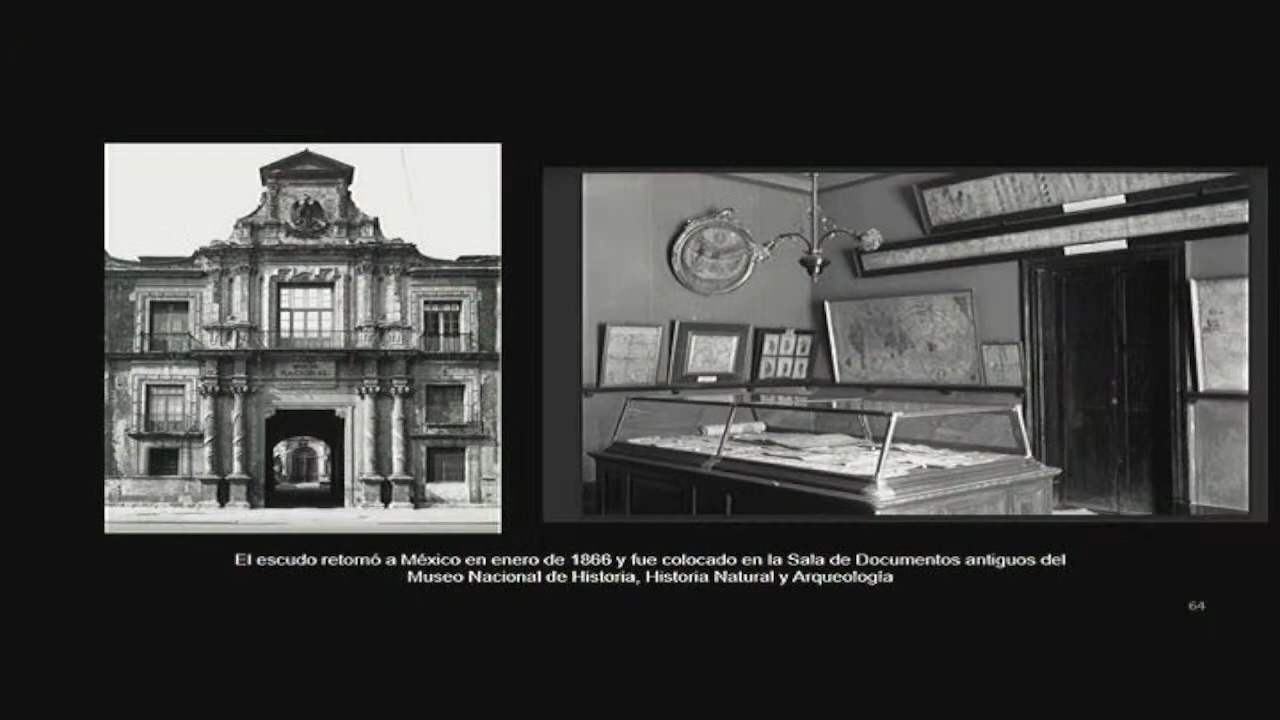 NACIONAL
El escudo retornó a México en enero de 1866 y fue colocado en la Sala de Documentos antiguos del
Museo Nacional de Historia, Historia Natural y Arqueología
64